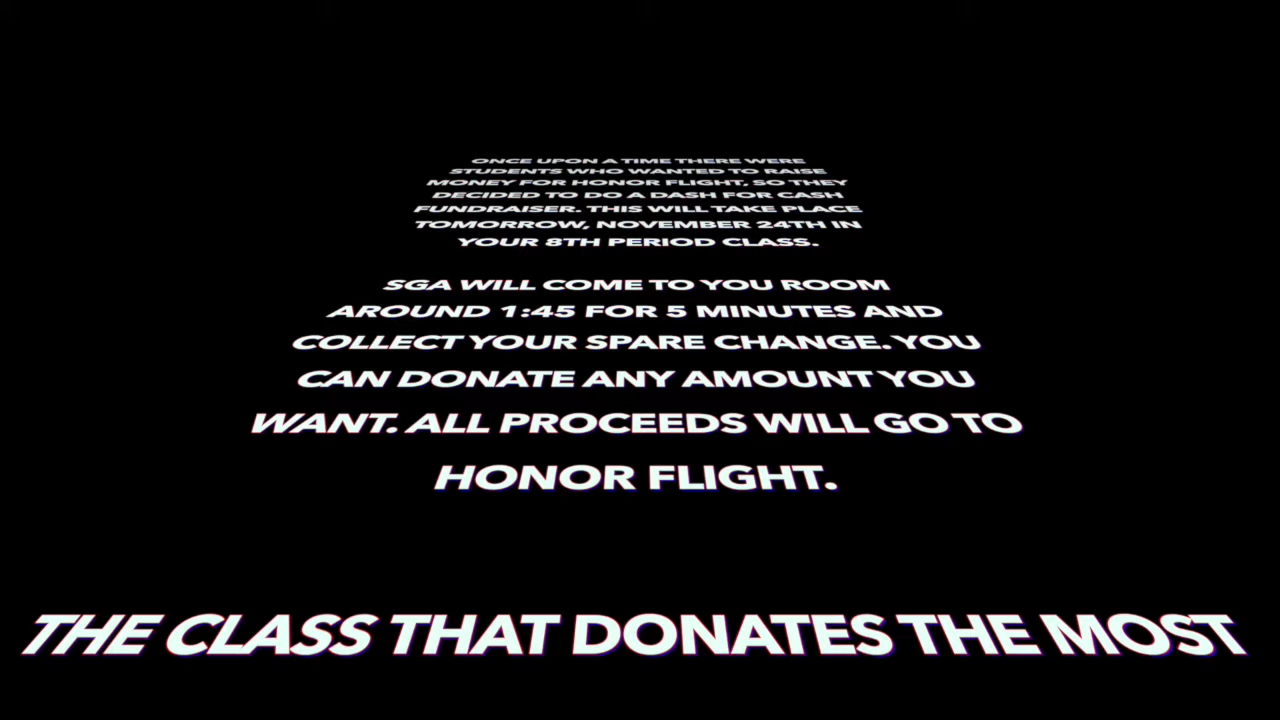 ONCE UPON A TIME THERE WERE
STUDENTS WHO WANTED TO RAISE
MONEY FOR HONOR FLIGHT, SO THEY
DECIDED TO DO A DASH FOR CASH
FUNDRAISER. THIS WILL TAKE PLACE
TOMORROW, NOVEMBER 24TH IN
YOUR 8TH PERIOD CLASS.
SGA WILL COME TO YOU ROOM
AROUND 1:45 FOR 5 MINUTES AND
COLLECT YOUR SPARE CHANGE. YOU
CAN DONATE ANY AMOUNT YOU
WANT. ALL PROCEEDS WILL GO TO
HONOR FLIGHT.
THE CLASS THAT DONATES THE MOST